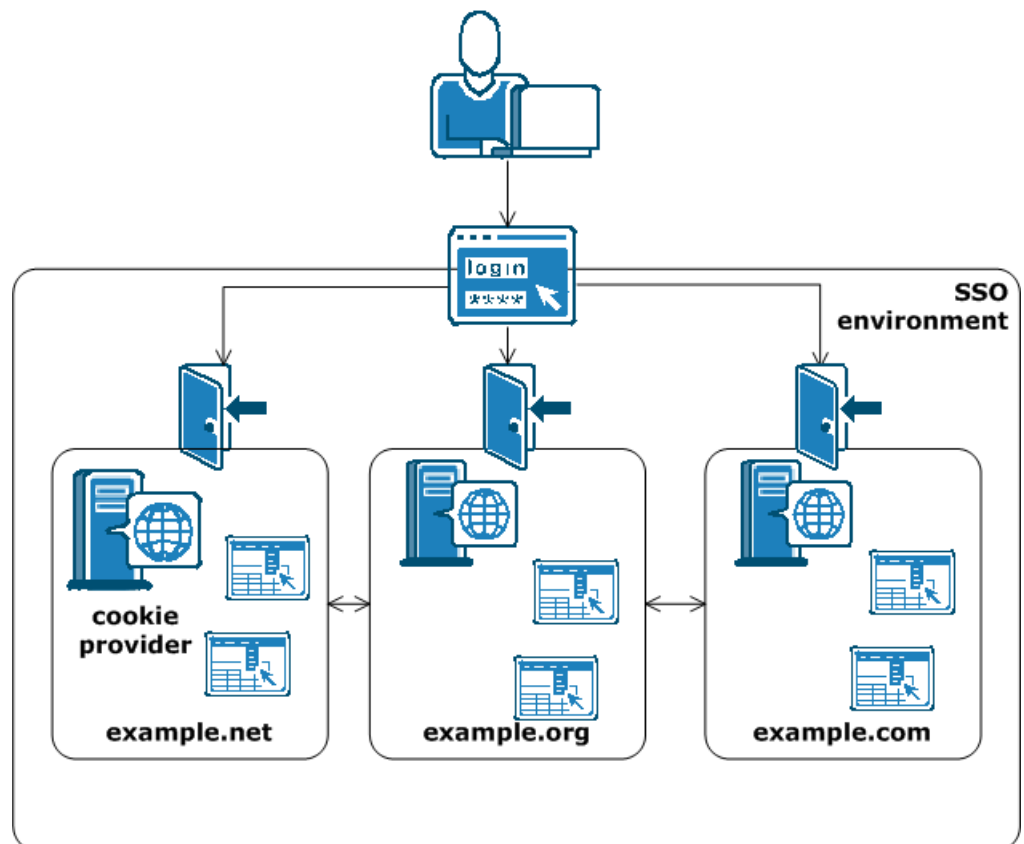 login
****
SSO
environment
cookie
provider
example.net
example.org
example.com